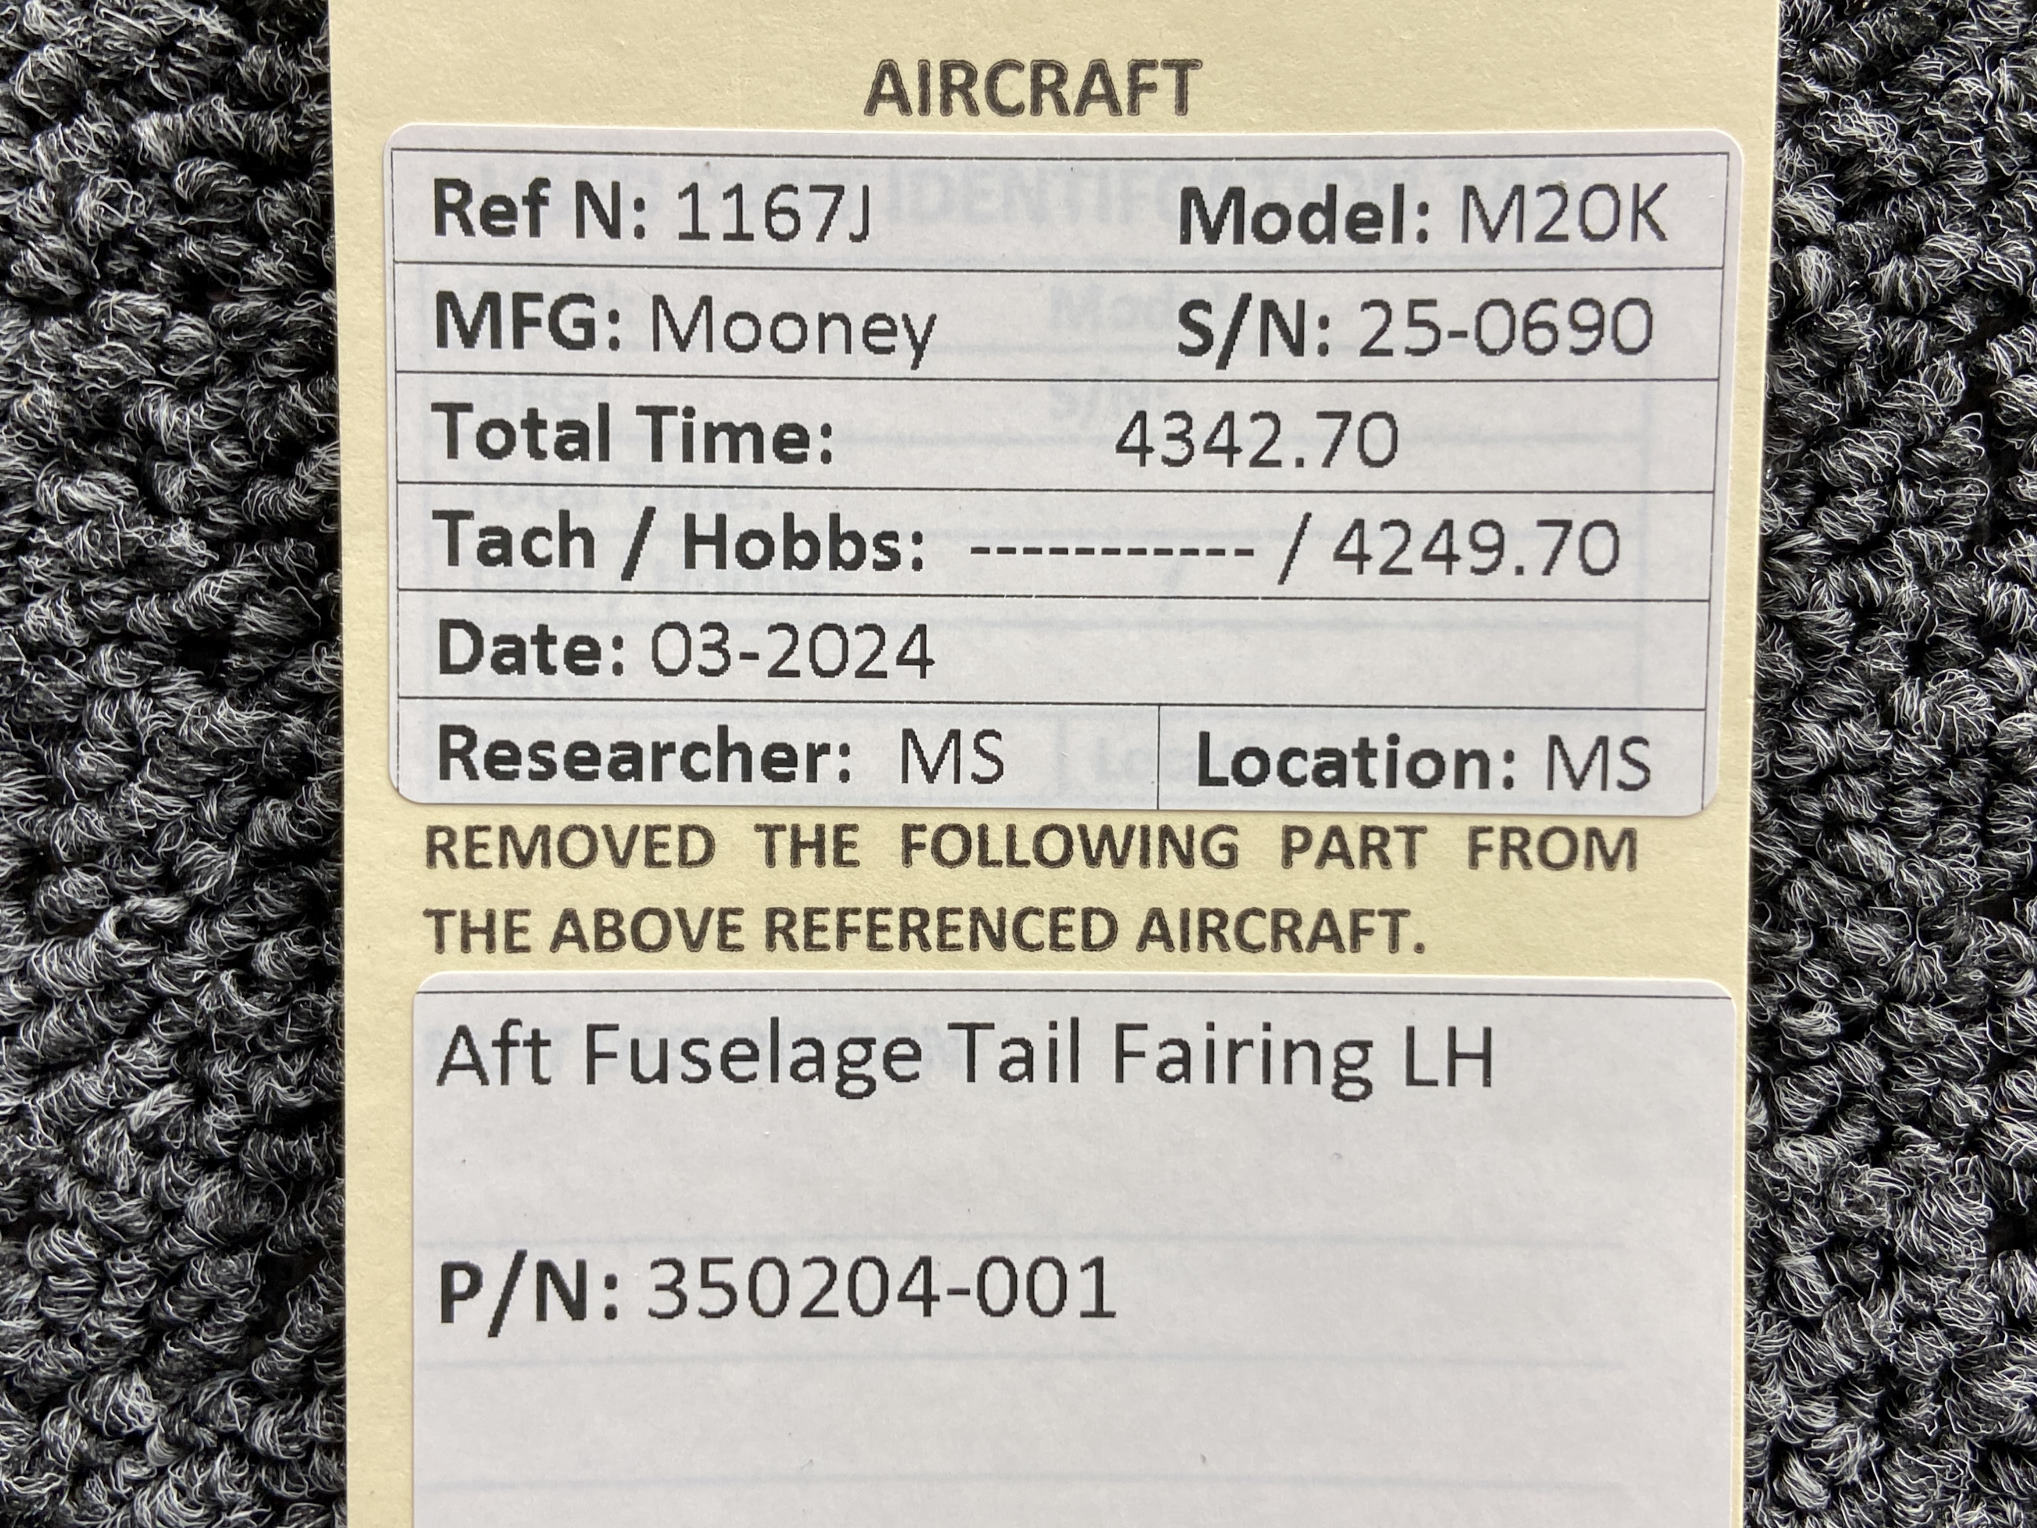 AIRCRAFT
Ref N: 1167J Model: M20K
MFG: Mooney S/N: 25-0690
Total Time: 4342.70
Tach / Hobbs: ----------- / 4249.70
Date: 03-2024
Researcher: MS Location: MS
REMOVED THE FOLLOWING PART FROM
THE ABOVE REFERENCED AIRCRAFT.
Aft Fuselage Tail Fairing LH
P/N: 350204-001